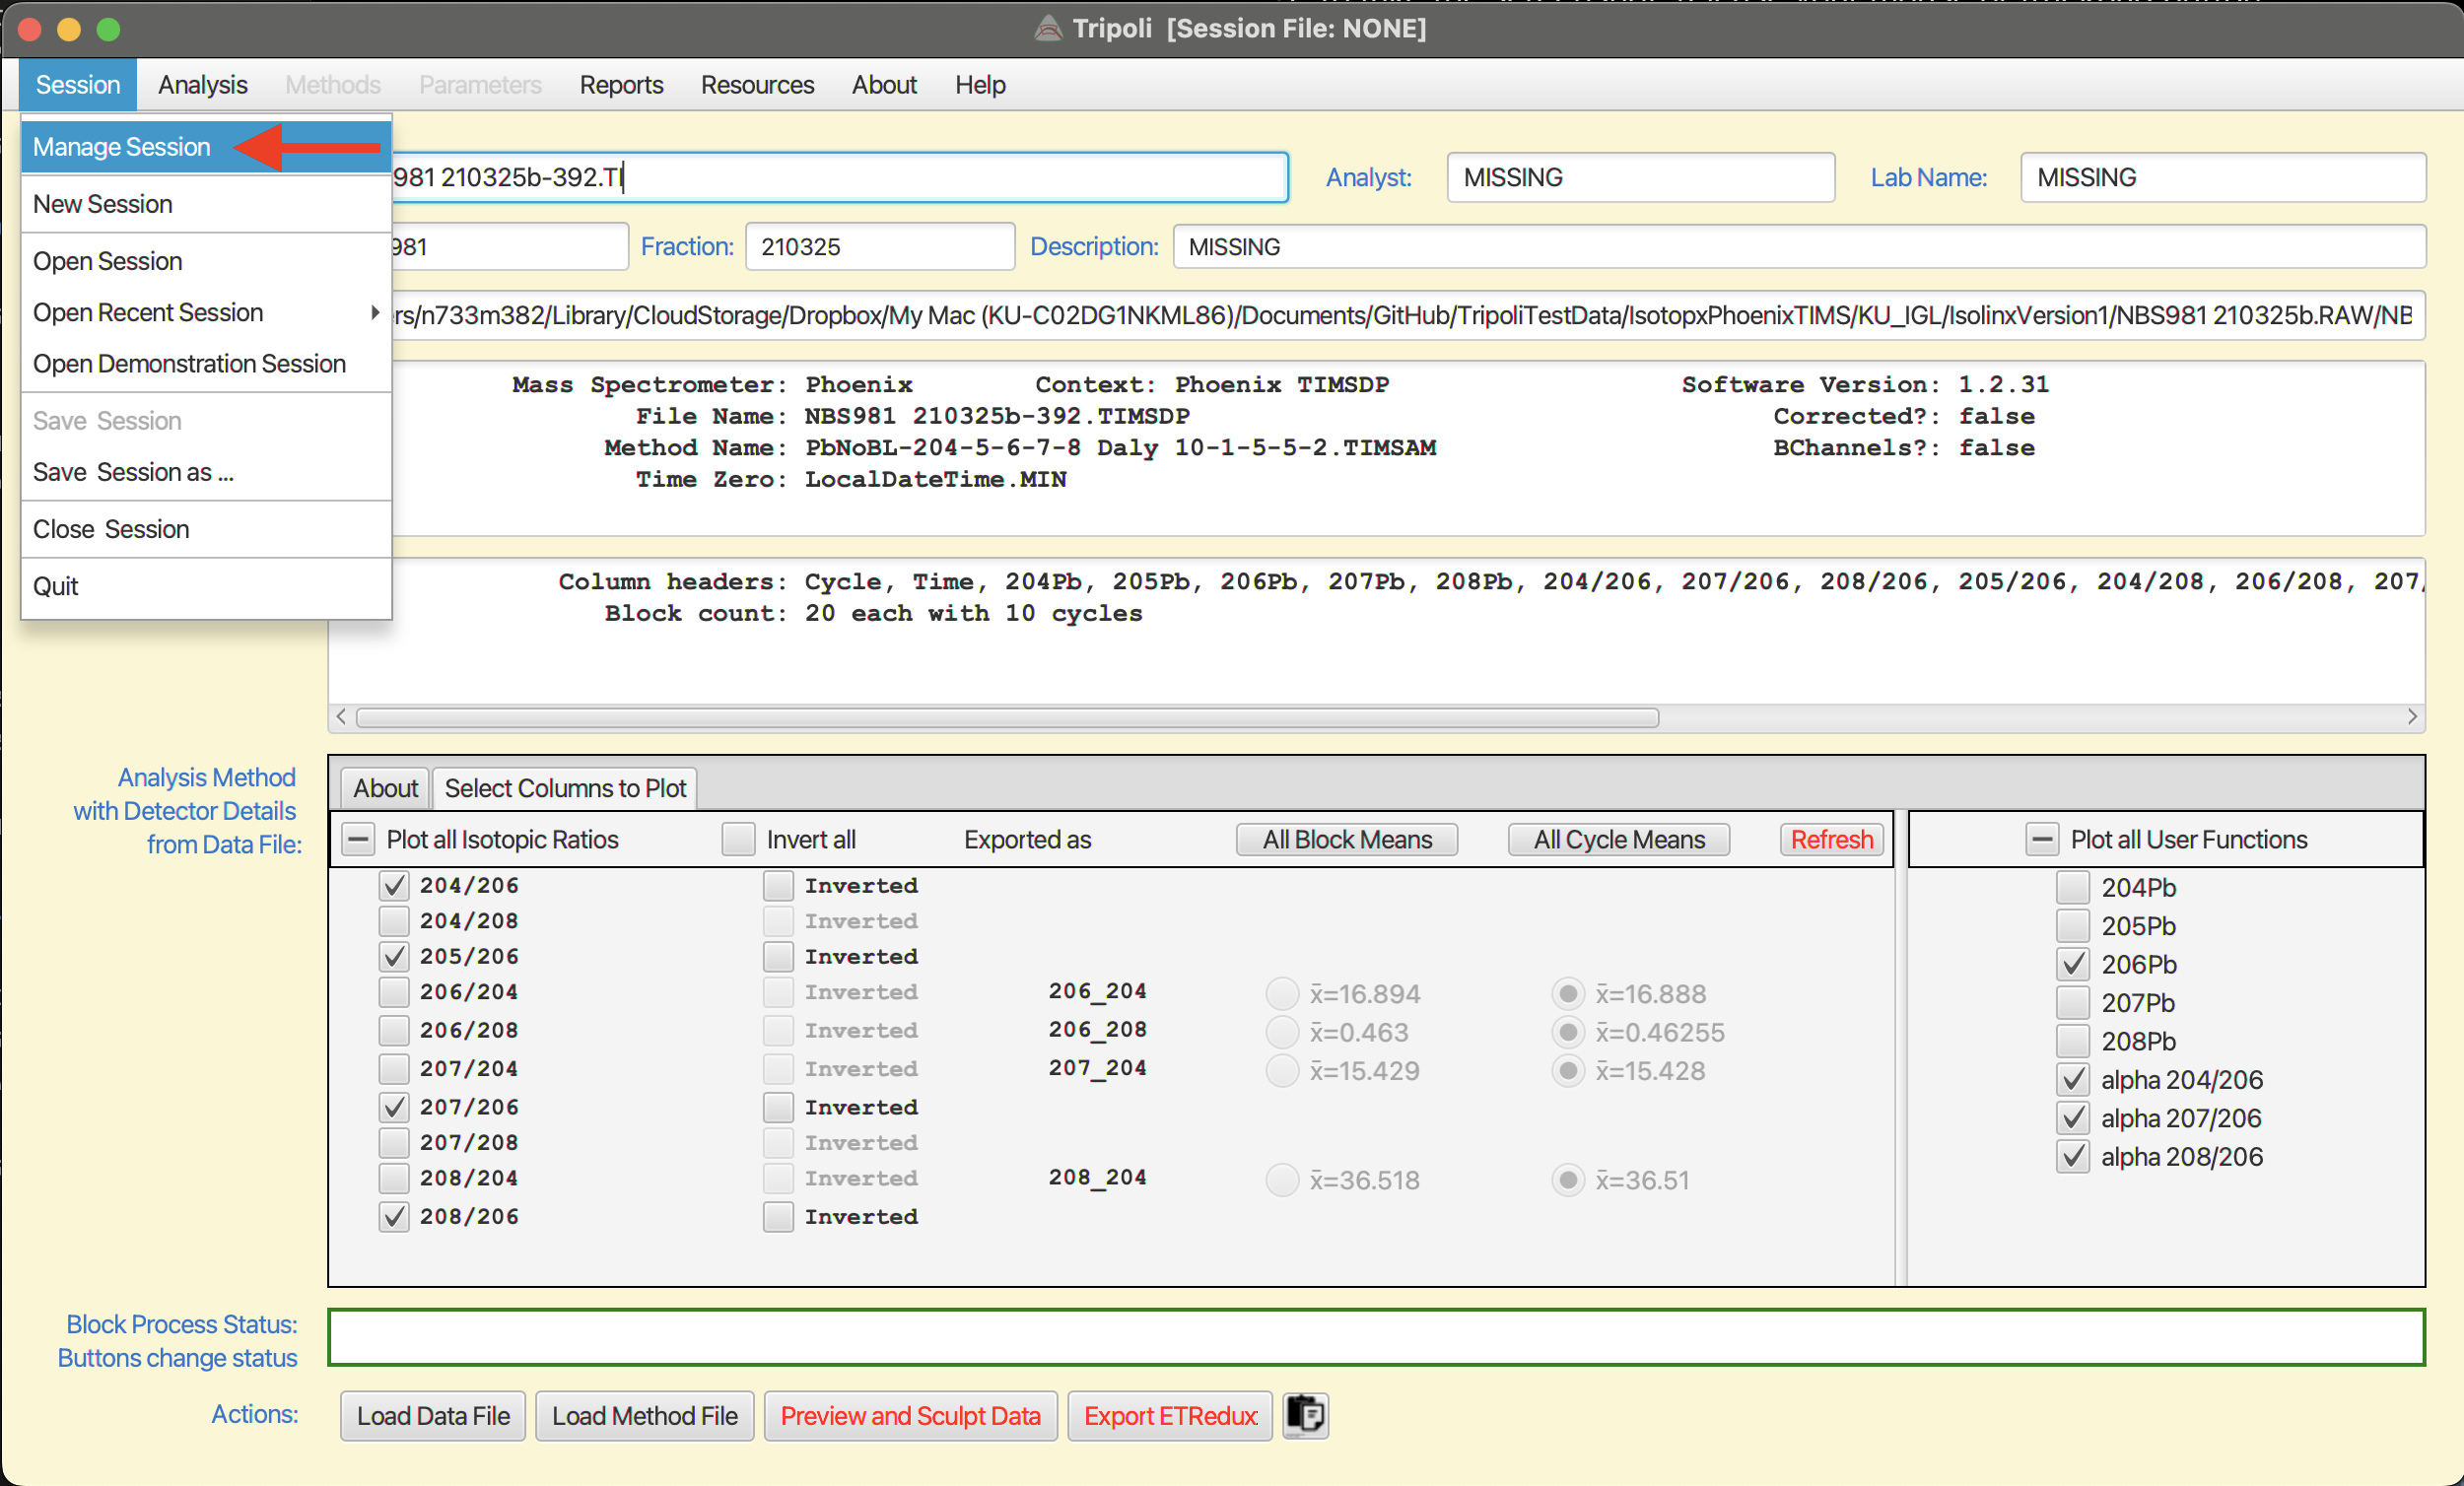 Tripoli [Session File: NONE]
Session Analysis Methods Parameters Reports Resources About Help
Manage Session
New Session
Open Session
Open Recent Session
Open Demonstration Session
Save Session
Save Session as ...
Close Session
Quit
981 210325b-392.TI Analyst: MISSING Lab Name: MISSING
981 Fraction: 210325 Description: MISSING
rs/n733m382/Library/CloudStorage/Dropbox/My Mac (KU-C02DG1NKML86)/Documents/GitHub/TripoliTestData/IsotopxPhoenixTIMS/KU_IGL/IsolinxVersion1/NBS981 210325b.RAW/NB
Mass Spectrometer: Phoenix Context: Phoenix TIMSDP Software Version: 1.2.31
File Name: NBS981 210325b-392.TIMSDP Corrected?: false
Method Name: PbNoBL-204-5-6-7-8 Daly 10-1-5-5-2.TIMSAM BChannels?: false
Time Zero: LocalDateTime.MIN
Column headers: Cycle, Time, 204Pb, 205Pb, 206Pb, 207Pb, 208Pb, 204/206, 207/206, 208/206, 205/206, 204/208, 206/208, 207/
Block count: 20 each with 10 cycles
Analysis Method
with Detector Details
from Data File:
About Select Columns to Plot
Plot all Isotopic Ratios Invert all Exported as All Block Means All Cycle Means Refresh Plot all User Functions
204/206 Inverted
204/208 Inverted
205/206 Inverted
206/204 Inverted 206_204 x̄=16.894 x̄=16.888
206/208 Inverted 206_208 x̄=0.463 x̄=0.46255
207/204 Inverted 207_204 x̄=15.429 x̄=15.428
207/206 Inverted
207/208 Inverted
208/204 Inverted 208_204 x̄=36.518 x̄=36.51
208/206 Inverted
204Pb
205Pb
206Pb
207Pb
208Pb
alpha 204/206
alpha 207/206
alpha 208/206
Block Process Status:
Buttons change status
Actions: Load Data File Load Method File Preview and Sculpt Data Export ETRedux